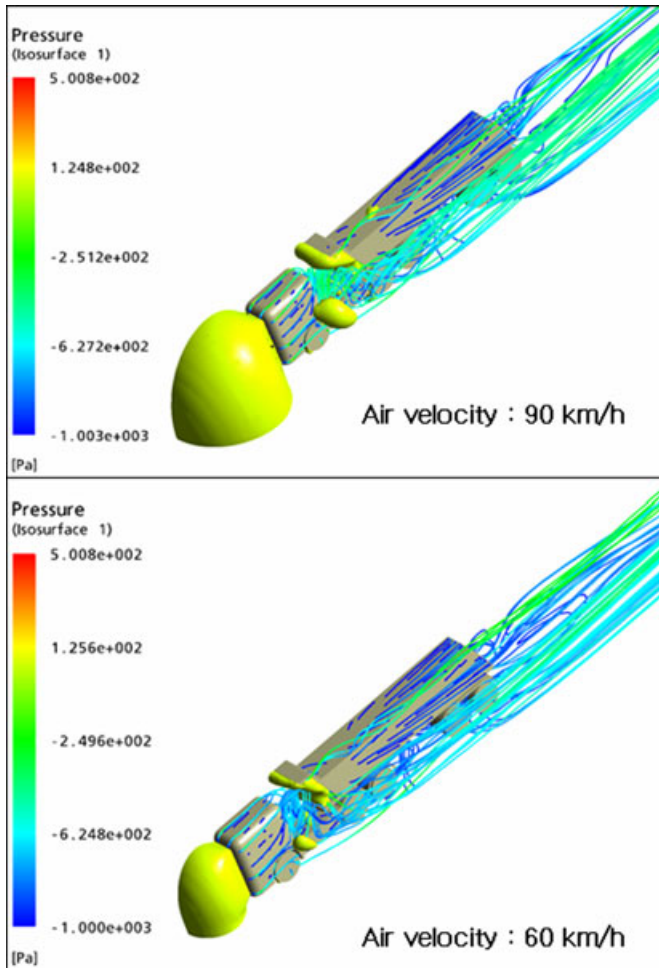 Pressure
(Isosurface 1)
5.008e+002
1.248e+002
-2.512e+002
-6.272e+002
-1.003e+003
[Pa]
Air velocity : 90 km/h
Pressure
(Isosurface 1)
5.008e+002
1.256e+002
-2.496e+002
-6.248e+002
-1.000e+003
[Pa]
Air velocity : 60 km/h